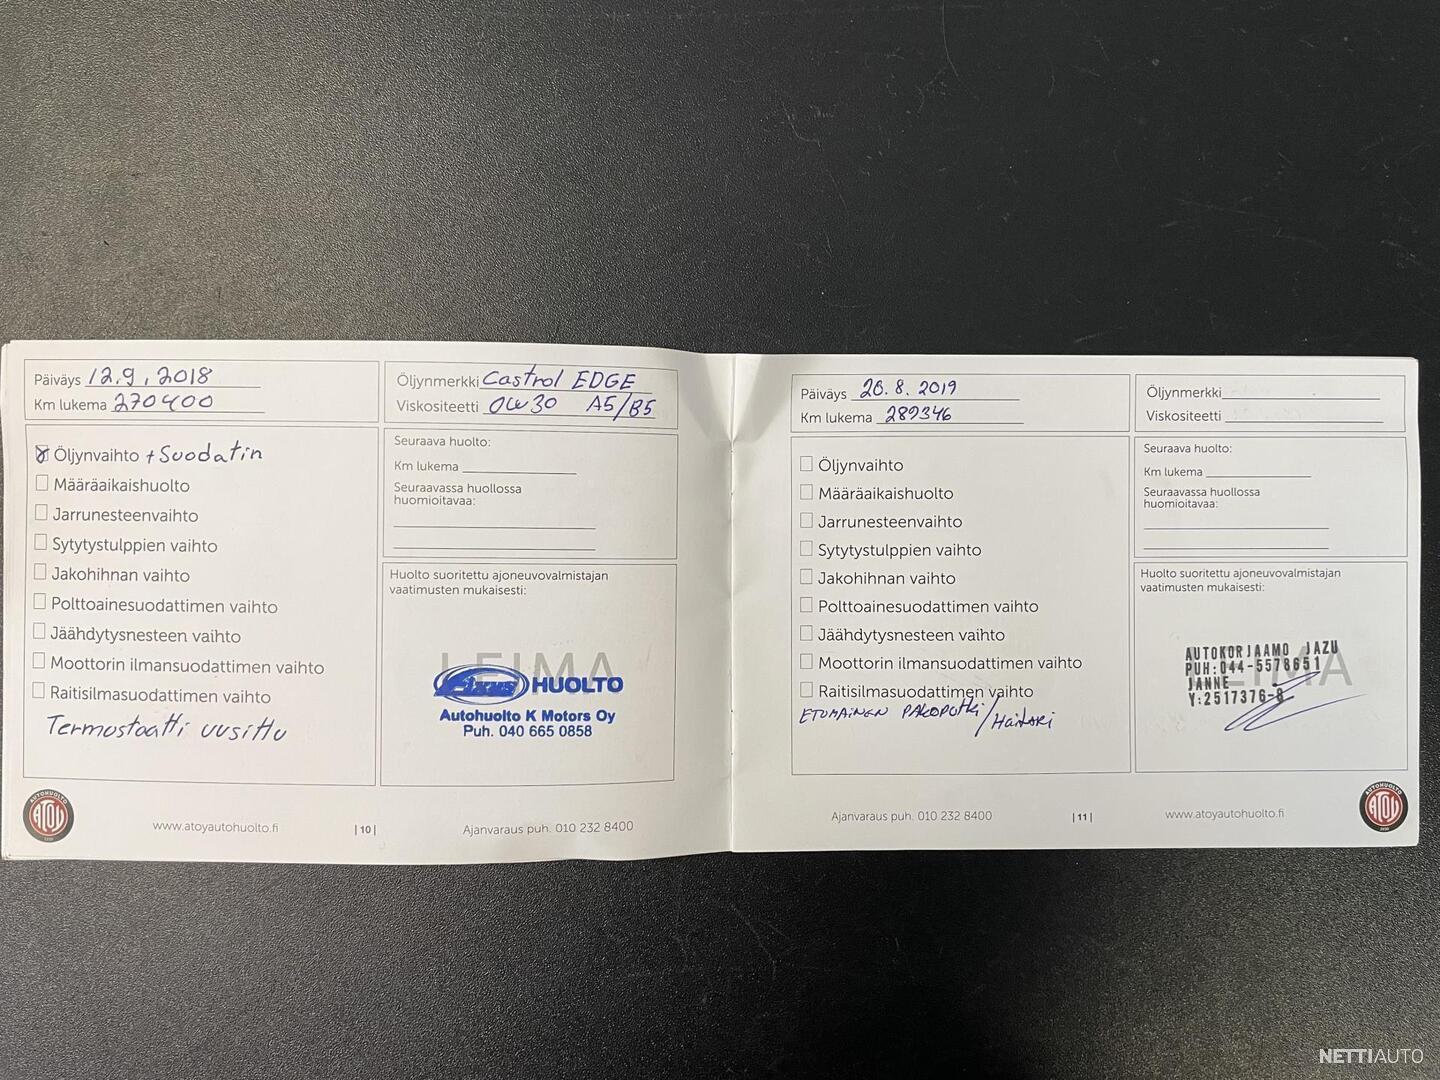 Päiväys 12.9.2018
Km lukema 270400
Öljynmerkki Castrol EDGE
Viskositeetti 0W30 A5/B5
Öljynvaihto + Suodatin
Määräaikaishuolto
Jarrunesteenvaihto
Sytytystulppien vaihto
Jakohihnan vaihto
Polttoainesuodattimen vaihto
Jäähdytysnesteen vaihto
Moottorin ilmansuodattimen vaihto
Raitisilmasuodattimen vaihto
Termostaatti uusittu
Seuraava huolto:
Km lukema
Seuraavassa huollossa
huomioitavaa:
Huolto suoritettu ajoneuvovalmistajan
vaatimusten mukaisesti:
LEIMA
HUOLTO
Autohuolto K Motors Oy
Puh. 040 665 0858
AUTOHUOLTO
ATOY
www.atoyautohuolto.fi
|10|
Ajanvaraus puh. 010 232 8400
Päiväys 20.8.2019
Km lukema 289346
Öljynmerkki
Viskositeetti
Öljynvaihto
Määräaikaishuolto
Jarrunesteenvaihto
Sytytystulppien vaihto
Jakohihnan vaihto
Polttoainesuodattimen vaihto
Jäähdytysnesteen vaihto
Moottorin ilmansuodattimen vaihto
Raitisilmasuodattimen vaihto
ETUMAINEN PAKOPUTKI/HAITARI
Seuraava huolto:
Km lukema
Seuraavassa huollossa
huomioitavaa:
Huolto suoritettu ajoneuvovalmistajan
vaatimusten mukaisesti:
LEIMA
AUTOKORJAAMO JAZU
PUH:044-5578651
JANNE
Y:2517376-8
Ajanvaraus puh. 010 232 8400
|11|
www.atoyautohuolto.fi
AUTOHUOLTO
ATOY
NETTIAUTO